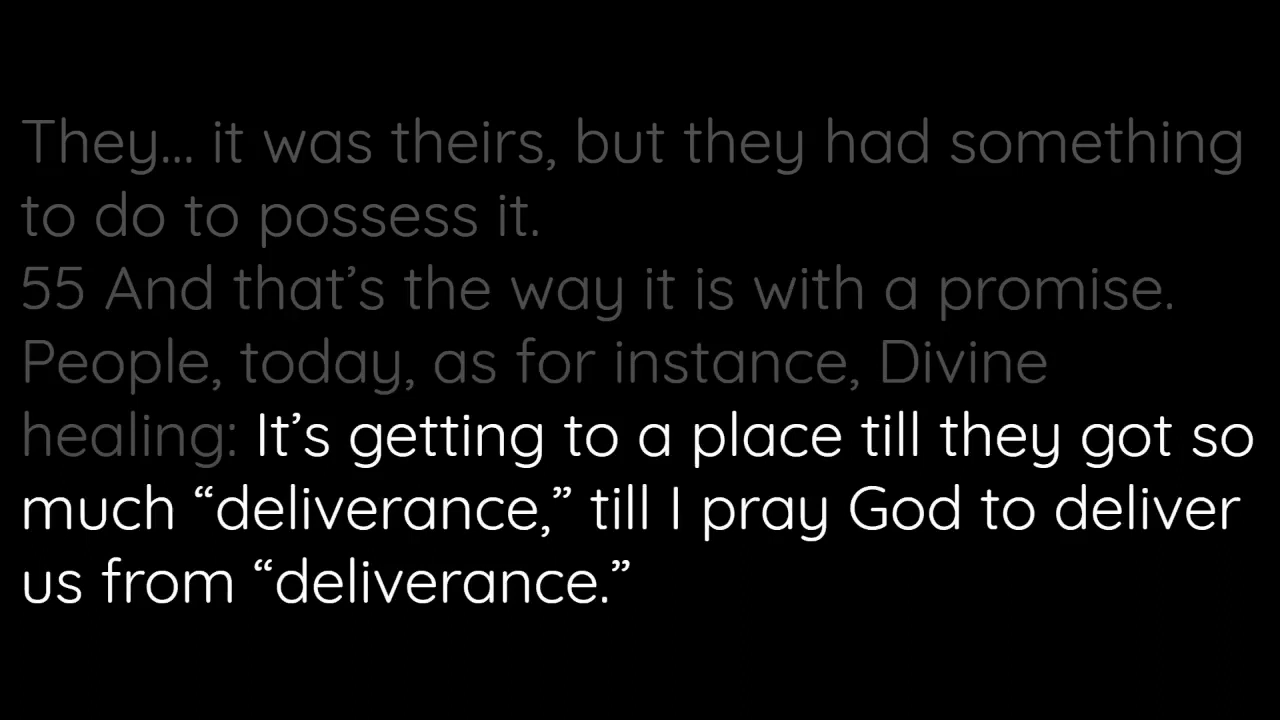 They... it was theirs, but they had something
to do to possess it.
55 And that’s the way it is with a promise.
People, today, as for instance, Divine
healing: It’s getting to a place till they got so
much “deliverance,” till I pray God to deliver
us from “deliverance.”